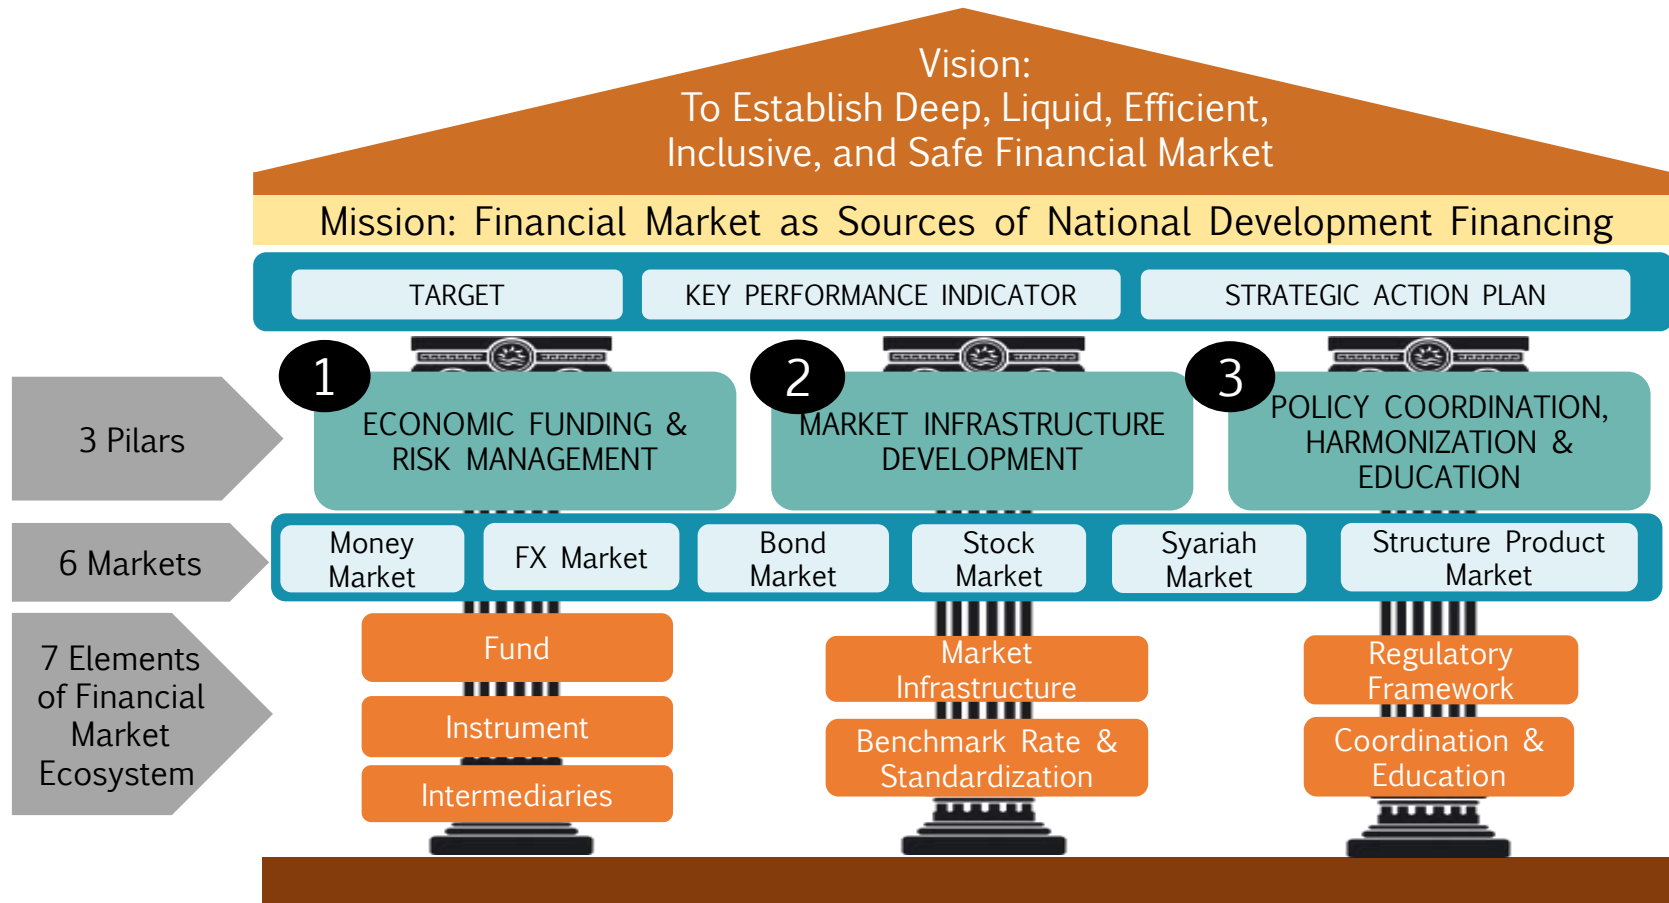 Vision:
To Establish Deep, Liquid, Efficient,
Inclusive, and Safe Financial Market
Mission: Financial Market as Sources of National Development Financing
TARGET
KEY PERFORMANCE INDICATOR
STRATEGIC ACTION PLAN
3 Pilars
1
ECONOMIC FUNDING &
RISK MANAGEMENT
2
MARKET INFRASTRUCTURE
DEVELOPMENT
3
POLICY COORDINATION,
HARMONIZATION &
EDUCATION
6 Markets
Money
Market
FX Market
Bond
Market
Stock
Market
Syariah
Market
Structure Product
Market
7 Elements
of Financial
Market
Ecosystem
Fund
Instrument
Intermediaries
Market
Infrastructure
Benchmark Rate &
Standardization
Regulatory
Framework
Coordination &
Education